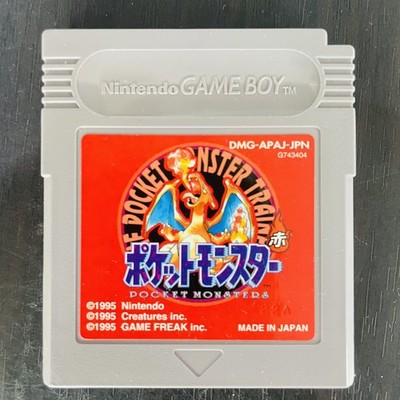 Nintendo GAME BOY TM
DMG-APAJ-JPN
G743404
THE POCKET MONSTER TRAINER
赤
ポケットモンスター
POCKET MONSTERS
©1995 Nintendo
©1995 Creatures inc.
©1995 GAME FREAK inc.
MADE IN JAPAN